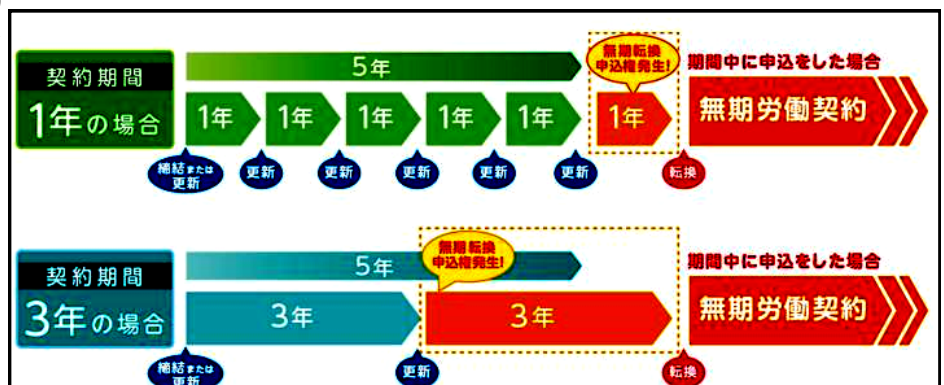 契約期間
1年の場合
5年
1年
1年
1年
1年
1年
無期転換
申込権発生!
1年
期間中に申込をした場合
無期労働契約
締結または
更新
更新
更新
更新
更新
更新
転換
契約期間
3年の場合
5年
3年
無期転換
申込権発生!
3年
期間中に申込をした場合
無期労働契約
締結または
更新
更新
転換